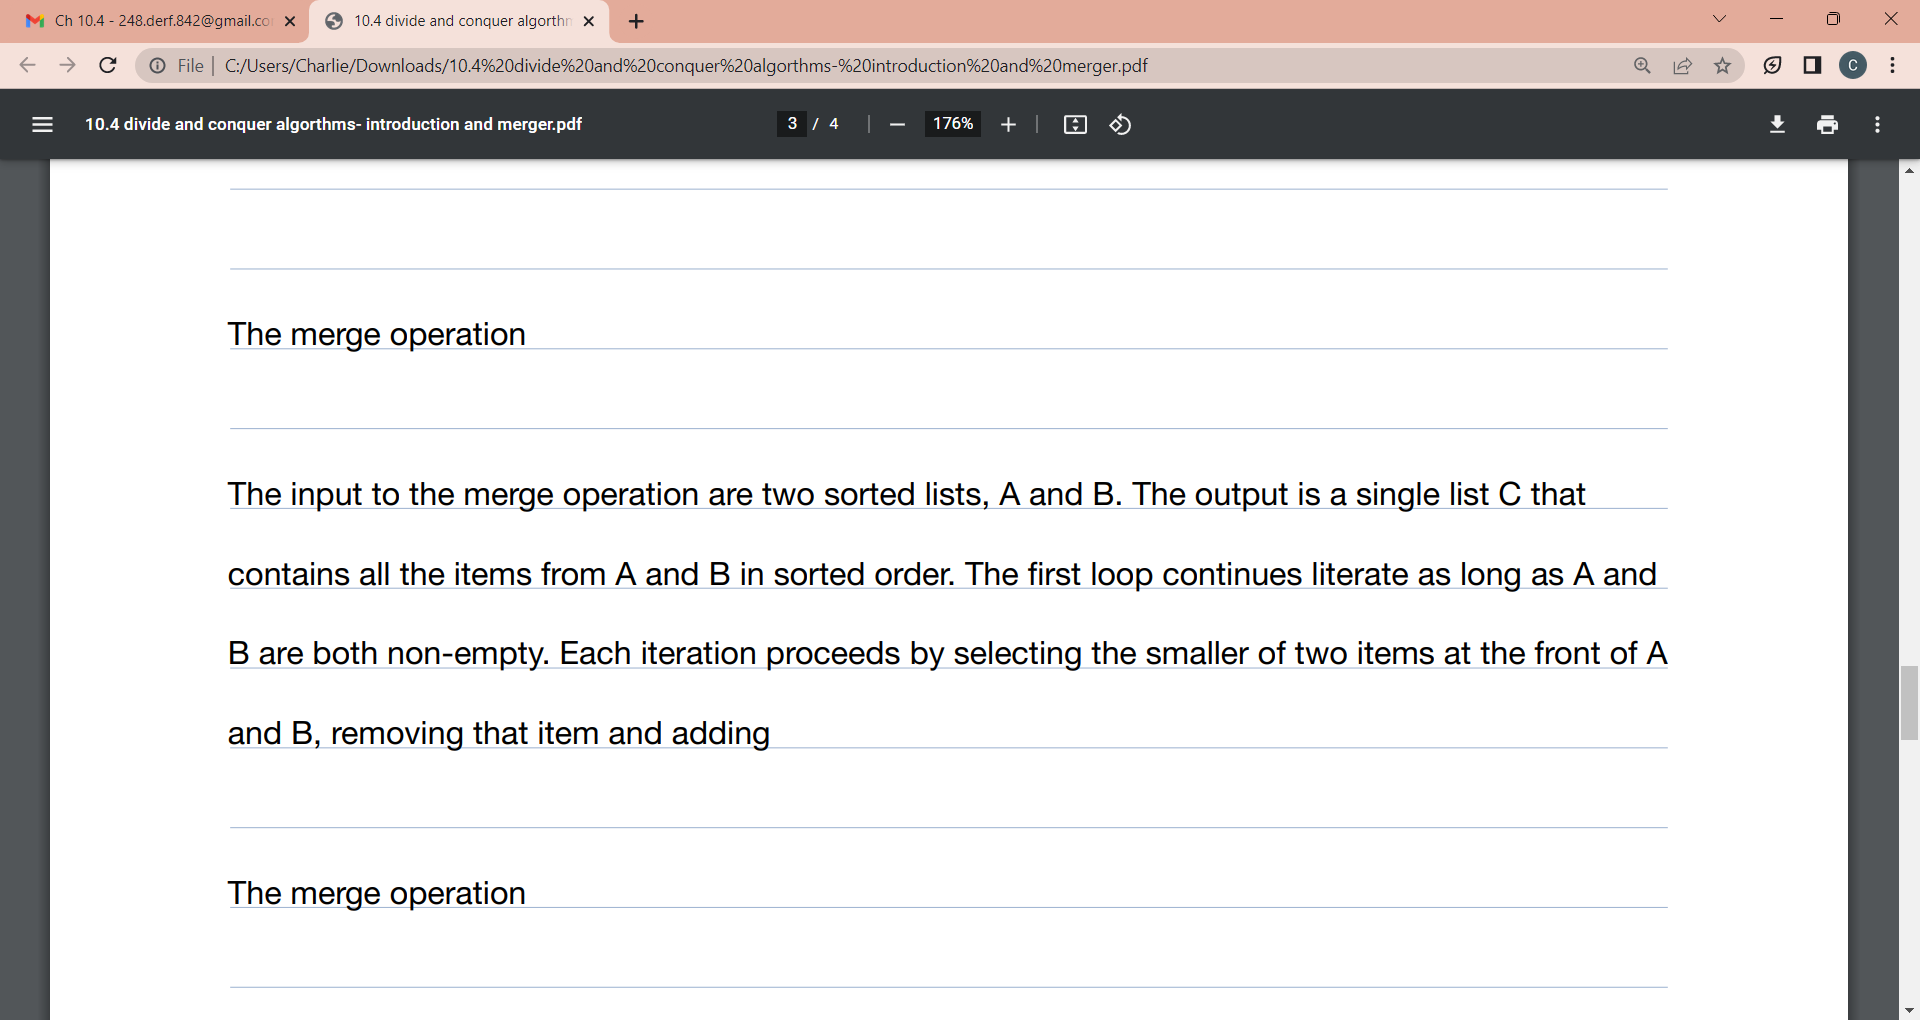 Ch 10.4 - 248.derf.842@gmail.co
10.4 divide and conquer algorthm
File
C:/Users/Charlie/Downloads/10.4%20divide%20and%20conquer%20algorthms-%20introduction%20and%20merger.pdf
C
10.4 divide and conquer algorthms- introduction and merger.pdf
3 / 4
176%
The merge operation
The input to the merge operation are two sorted lists, A and B. The output is a single list C that
contains all the items from A and B in sorted order. The first loop continues literate as long as A and
B are both non-empty. Each iteration proceeds by selecting the smaller of two items at the front of A
and B, removing that item and adding
The merge operation